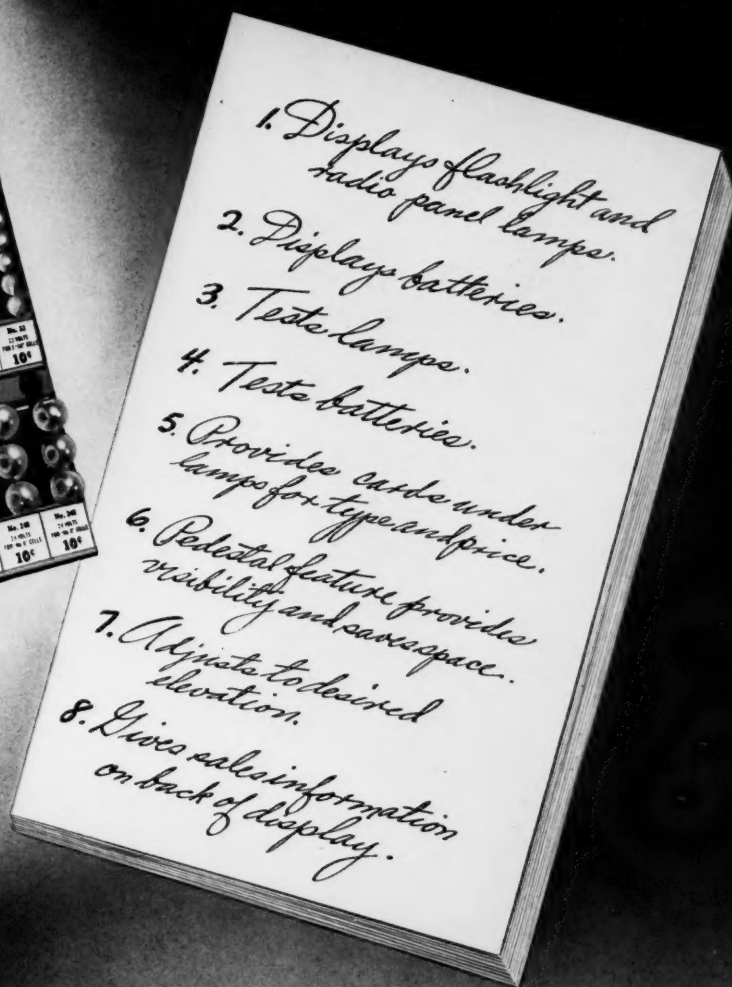 1. Displays flashlight and
radio panel lamps.
2. Displays batteries.
3. Tests lamps.
4. Tests batteries.
5. Provides cards under
lamps for type and price.
6. Pedestal feature provides
visibility and saves space.
7. Adjusts to desired
elevation.
8. Gives sales information
on back of display.
10¢
No. 248
10¢
10¢